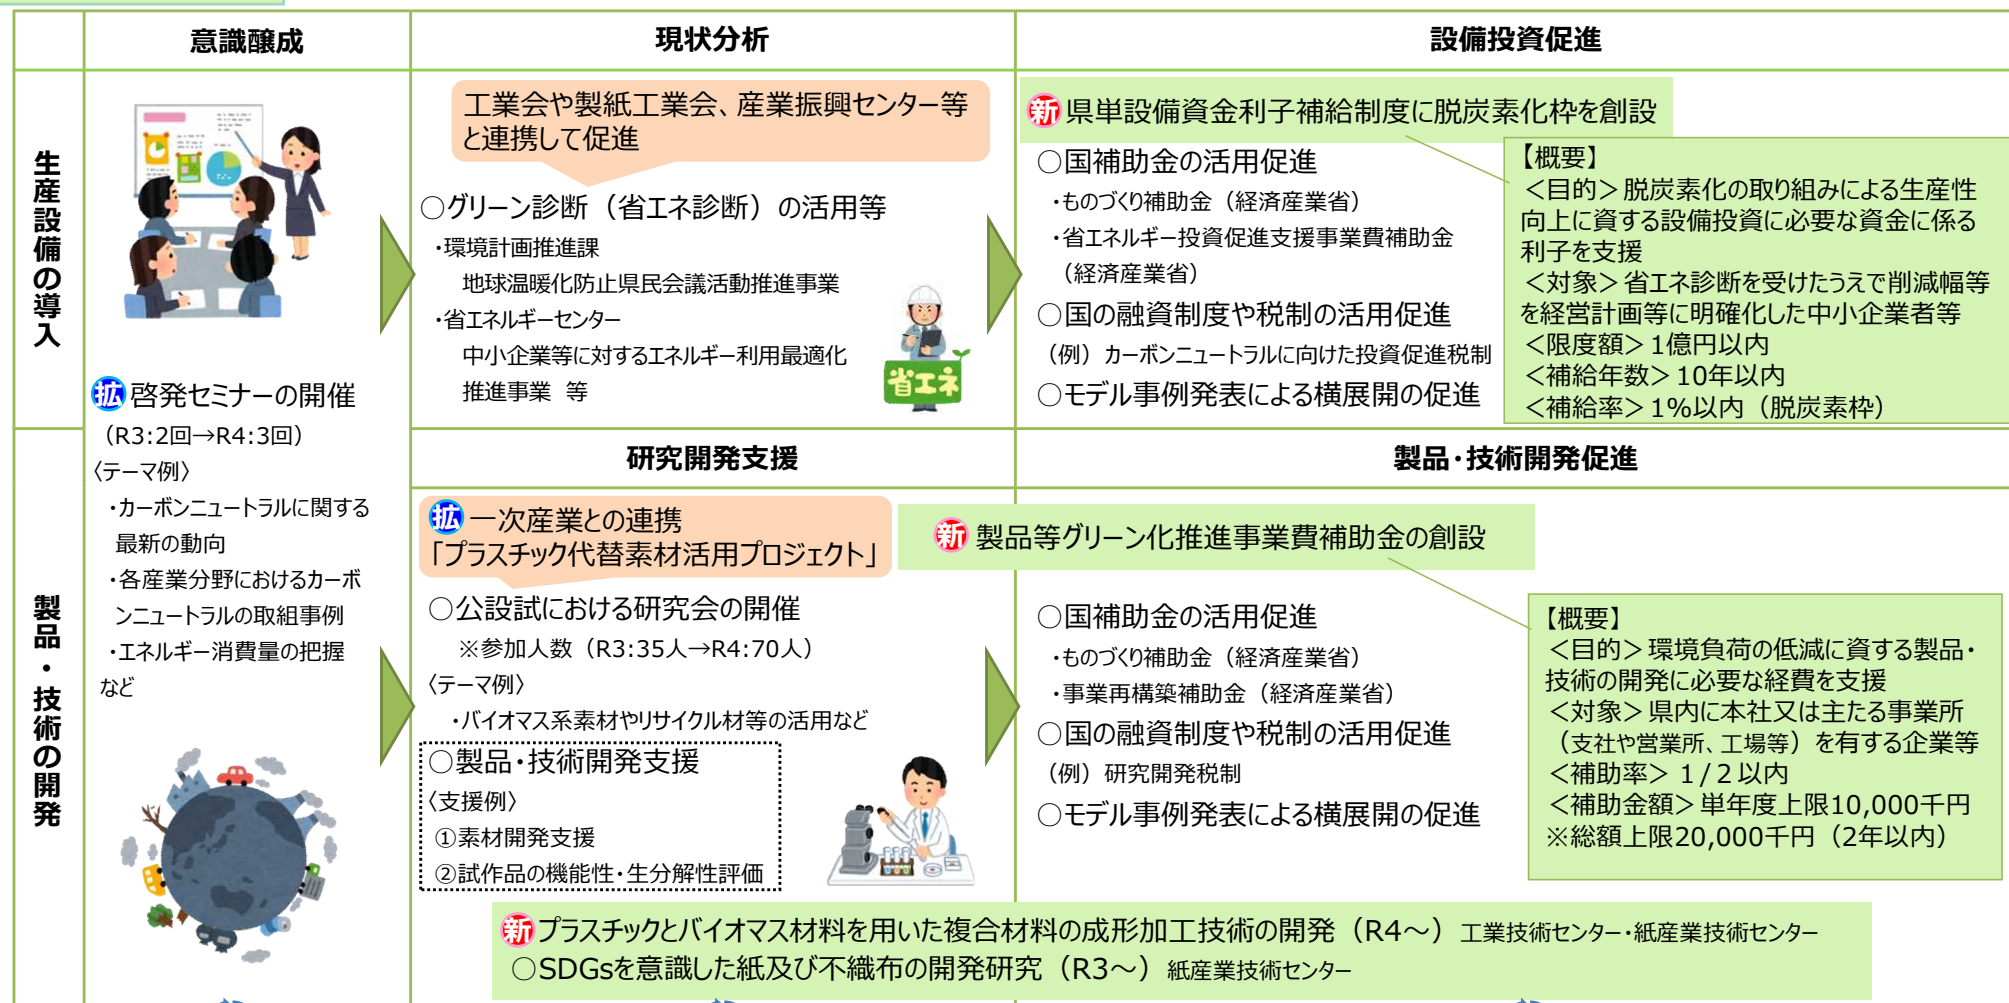 意識醸成
現状分析
設備投資促進
生産設備の導入
工業会や製紙工業会、産業振興センター等
と連携して促進
○グリーン診断（省エネ診断）の活用等
・環境計画推進課
地球温暖化防止県民会議活動推進事業
・省エネルギーセンター
中小企業等に対するエネルギー利用最適化
推進事業 等
省エネ
新 県単設備資金利子補給制度に脱炭素化枠を創設
○国補助金の活用促進
・ものづくり補助金（経済産業省）
・省エネルギー投資促進支援事業費補助金
（経済産業省）
○国の融資制度や税制の活用促進
（例）カーボンニュートラルに向けた投資促進税制
○モデル事例発表による横展開の促進
【概要】
＜目的＞脱炭素化の取り組みによる生産性
向上に資する設備投資に必要な資金に係る
利子を支援
＜対象＞省エネ診断を受けたうえで削減幅等
を経営計画等に明確化した中小企業者等
＜限度額＞1億円以内
＜補給年数＞10年以内
＜補給率＞1%以内（脱炭素枠）
拡 啓発セミナーの開催
（R3:2回→R4:3回）
〈テーマ例〉
・カーボンニュートラルに関する
最新の動向
・各産業分野におけるカーボ
ンニュートラルの取組事例
・エネルギー消費量の把握
など
製品・技術の開発
研究開発支援
製品・技術開発促進
拡 一次産業との連携
「プラスチック代替素材活用プロジェクト」
○公設試における研究会の開催
※参加人数（R3:35人→R4:70人）
〈テーマ例〉
・バイオマス系素材やリサイクル材等の活用など
○製品・技術開発支援
〈支援例〉
①素材開発支援
②試作品の機能性・生分解性評価
新 製品等グリーン化推進事業費補助金の創設
○国補助金の活用促進
・ものづくり補助金（経済産業省）
・事業再構築補助金（経済産業省）
○国の融資制度や税制の活用促進
（例）研究開発税制
○モデル事例発表による横展開の促進
【概要】
＜目的＞環境負荷の低減に資する製品・
技術の開発に必要な経費を支援
＜対象＞県内に本社又は主たる事業所
（支社や営業所、工場等）を有する企業等
＜補助率＞ 1/2以内
＜補助金額＞単年度上限10,000千円
※総額上限20,000千円（2年以内）
新 プラスチックとバイオマス材料を用いた複合材料の成形加工技術の開発（R4～）工業技術センター・紙産業技術センター
○SDGsを意識した紙及び不織布の開発研究（R3～）紙産業技術センター